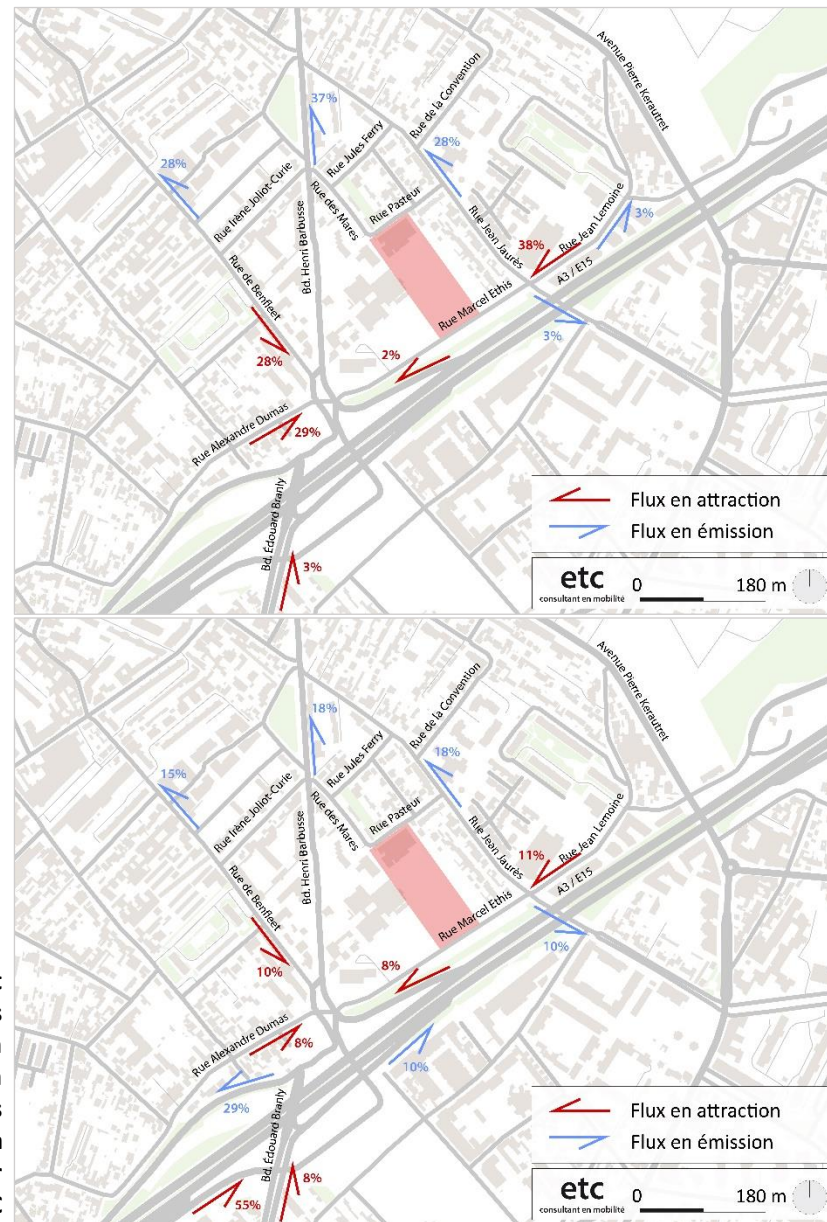 Avenue Pierre Kerautret
Rue de la Convention
37%
Rue Jules Ferry
28%
28%
Rue Irène Joliot-Curie
Rue Pasteur
Rue des Mares
Bd. Henri Barbusse
Rue Jean Jaurès
Rue Jean Lemoine
3%
38%
A3 / E15
Rue de Benfleet
Rue Marcel Ethis
3%
28%
2%
Rue Alexandre Dumas
29%
Bd. Édouard Branly
3%
Flux en attraction
Flux en émission
etc
consultant en mobilité
0 180 m
Avenue Pierre Kerautret
Rue de la Convention
18%
Rue Jules Ferry
18%
15%
Rue Irène Joliot-Curie
Rue Pasteur
Rue des Mares
Bd. Henri Barbusse
Rue Jean Jaurès
Rue Jean Lemoine
11%
A3 / E15
Rue de Benfleet
Rue Marcel Ethis
10%
10%
8%
Rue Alexandre Dumas
8%
10%
29%
Bd. Édouard Branly
8%
55%
Flux en attraction
Flux en émission
etc
consultant en mobilité
0 180 m